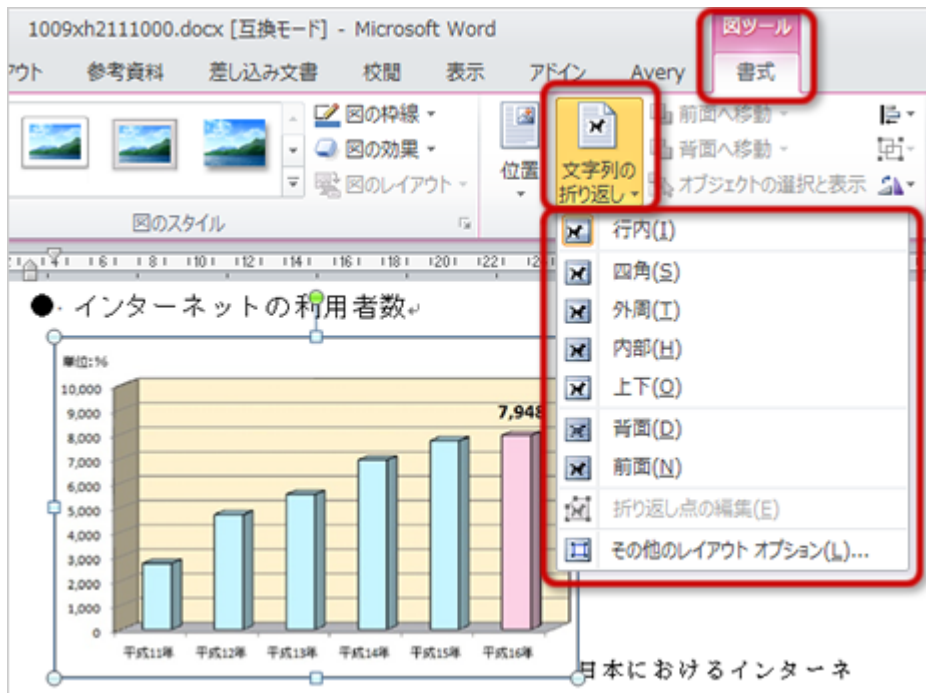 1009xh2111000.docx [互換モード] - Microsoft Word
図ツール
アウト 参考資料 差し込み文書 校閲 表示 アドイン Avery 書式
図の枠線
図の効果
図のレイアウト
図のスタイル
位置
文字列の
折り返し
前面へ移動
背面へ移動
オブジェクトの選択と表示
行内(I)
四角(S)
外周(T)
内部(H)
上下(O)
背面(D)
前面(N)
折り返し点の編集(E)
その他のレイアウト オプション(L)...
4 6 8 10 12 14 16 18 20 22
●インターネットの利用者数
単位:%
10,000
9,000
8,000
7,000
6,000
5,000
4,000
3,000
2,000
1,000
0
7,948
平成11年 平成12年 平成13年 平成14年 平成15年 平成16年
日本におけるインターネ